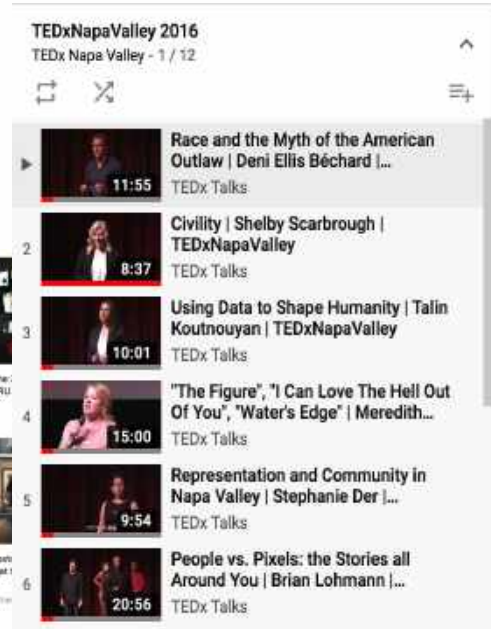 TEDxNapaValley 2016
TEDx Napa Valley - 1 / 12
11:55
Race and the Myth of the American
Outlaw | Deni Ellis Béchard |...
TEDx Talks
2
8:37
Civility | Shelby Scarbrough |
TEDxNapaValley
TEDx Talks
3
10:01
Using Data to Shape Humanity | Talin
Koutnouyan | TEDxNapaValley
TEDx Talks
4
15:00
"The Figure", "I Can Love The Hell Out
Of You", "Water's Edge" | Meredith...
TEDx Talks
5
9:54
Representation and Community in
Napa Valley | Stephanie Der |...
TEDx Talks
6
20:56
People vs. Pixels: the Stories all
Around You | Brian Lohmann |...
TEDx Talks